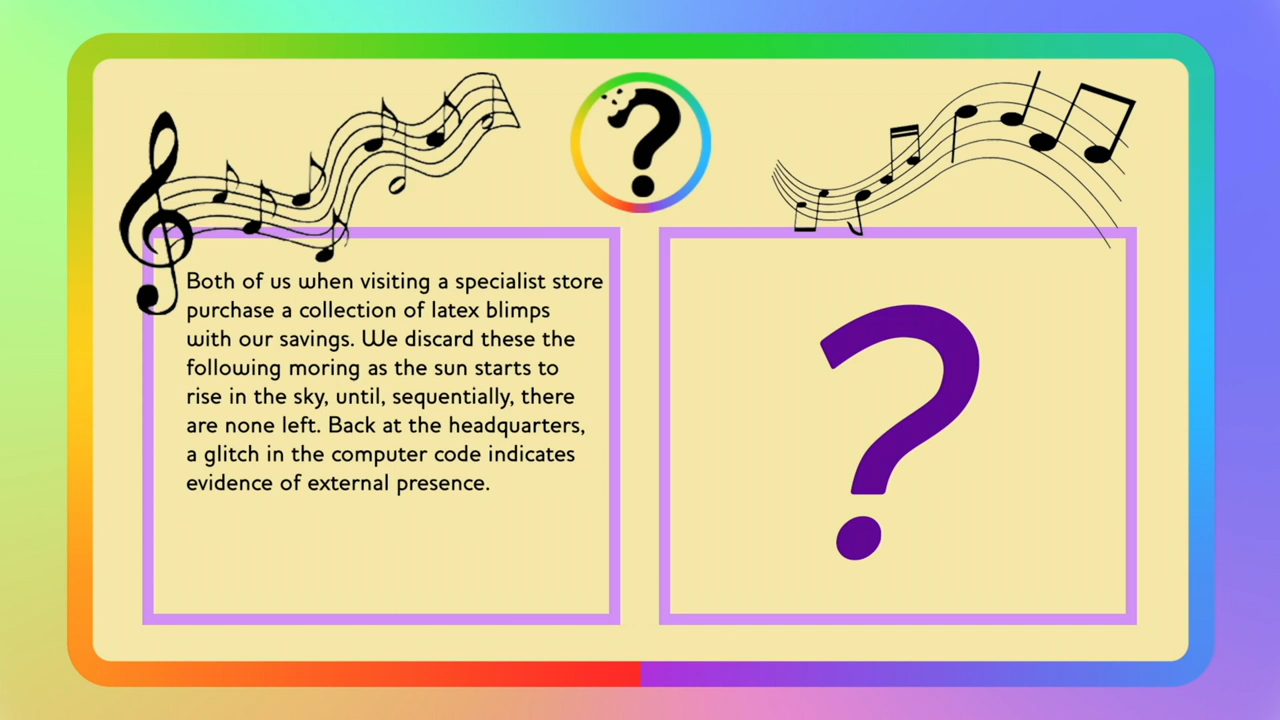 Both of us when visiting a specialist store
purchase a collection of latex blimps
with our savings. We discard these the
following moring as the sun starts to
rise in the sky, until, sequentially, there
are none left. Back at the headquarters,
a glitch in the computer code indicates
evidence of external presence.
?
?